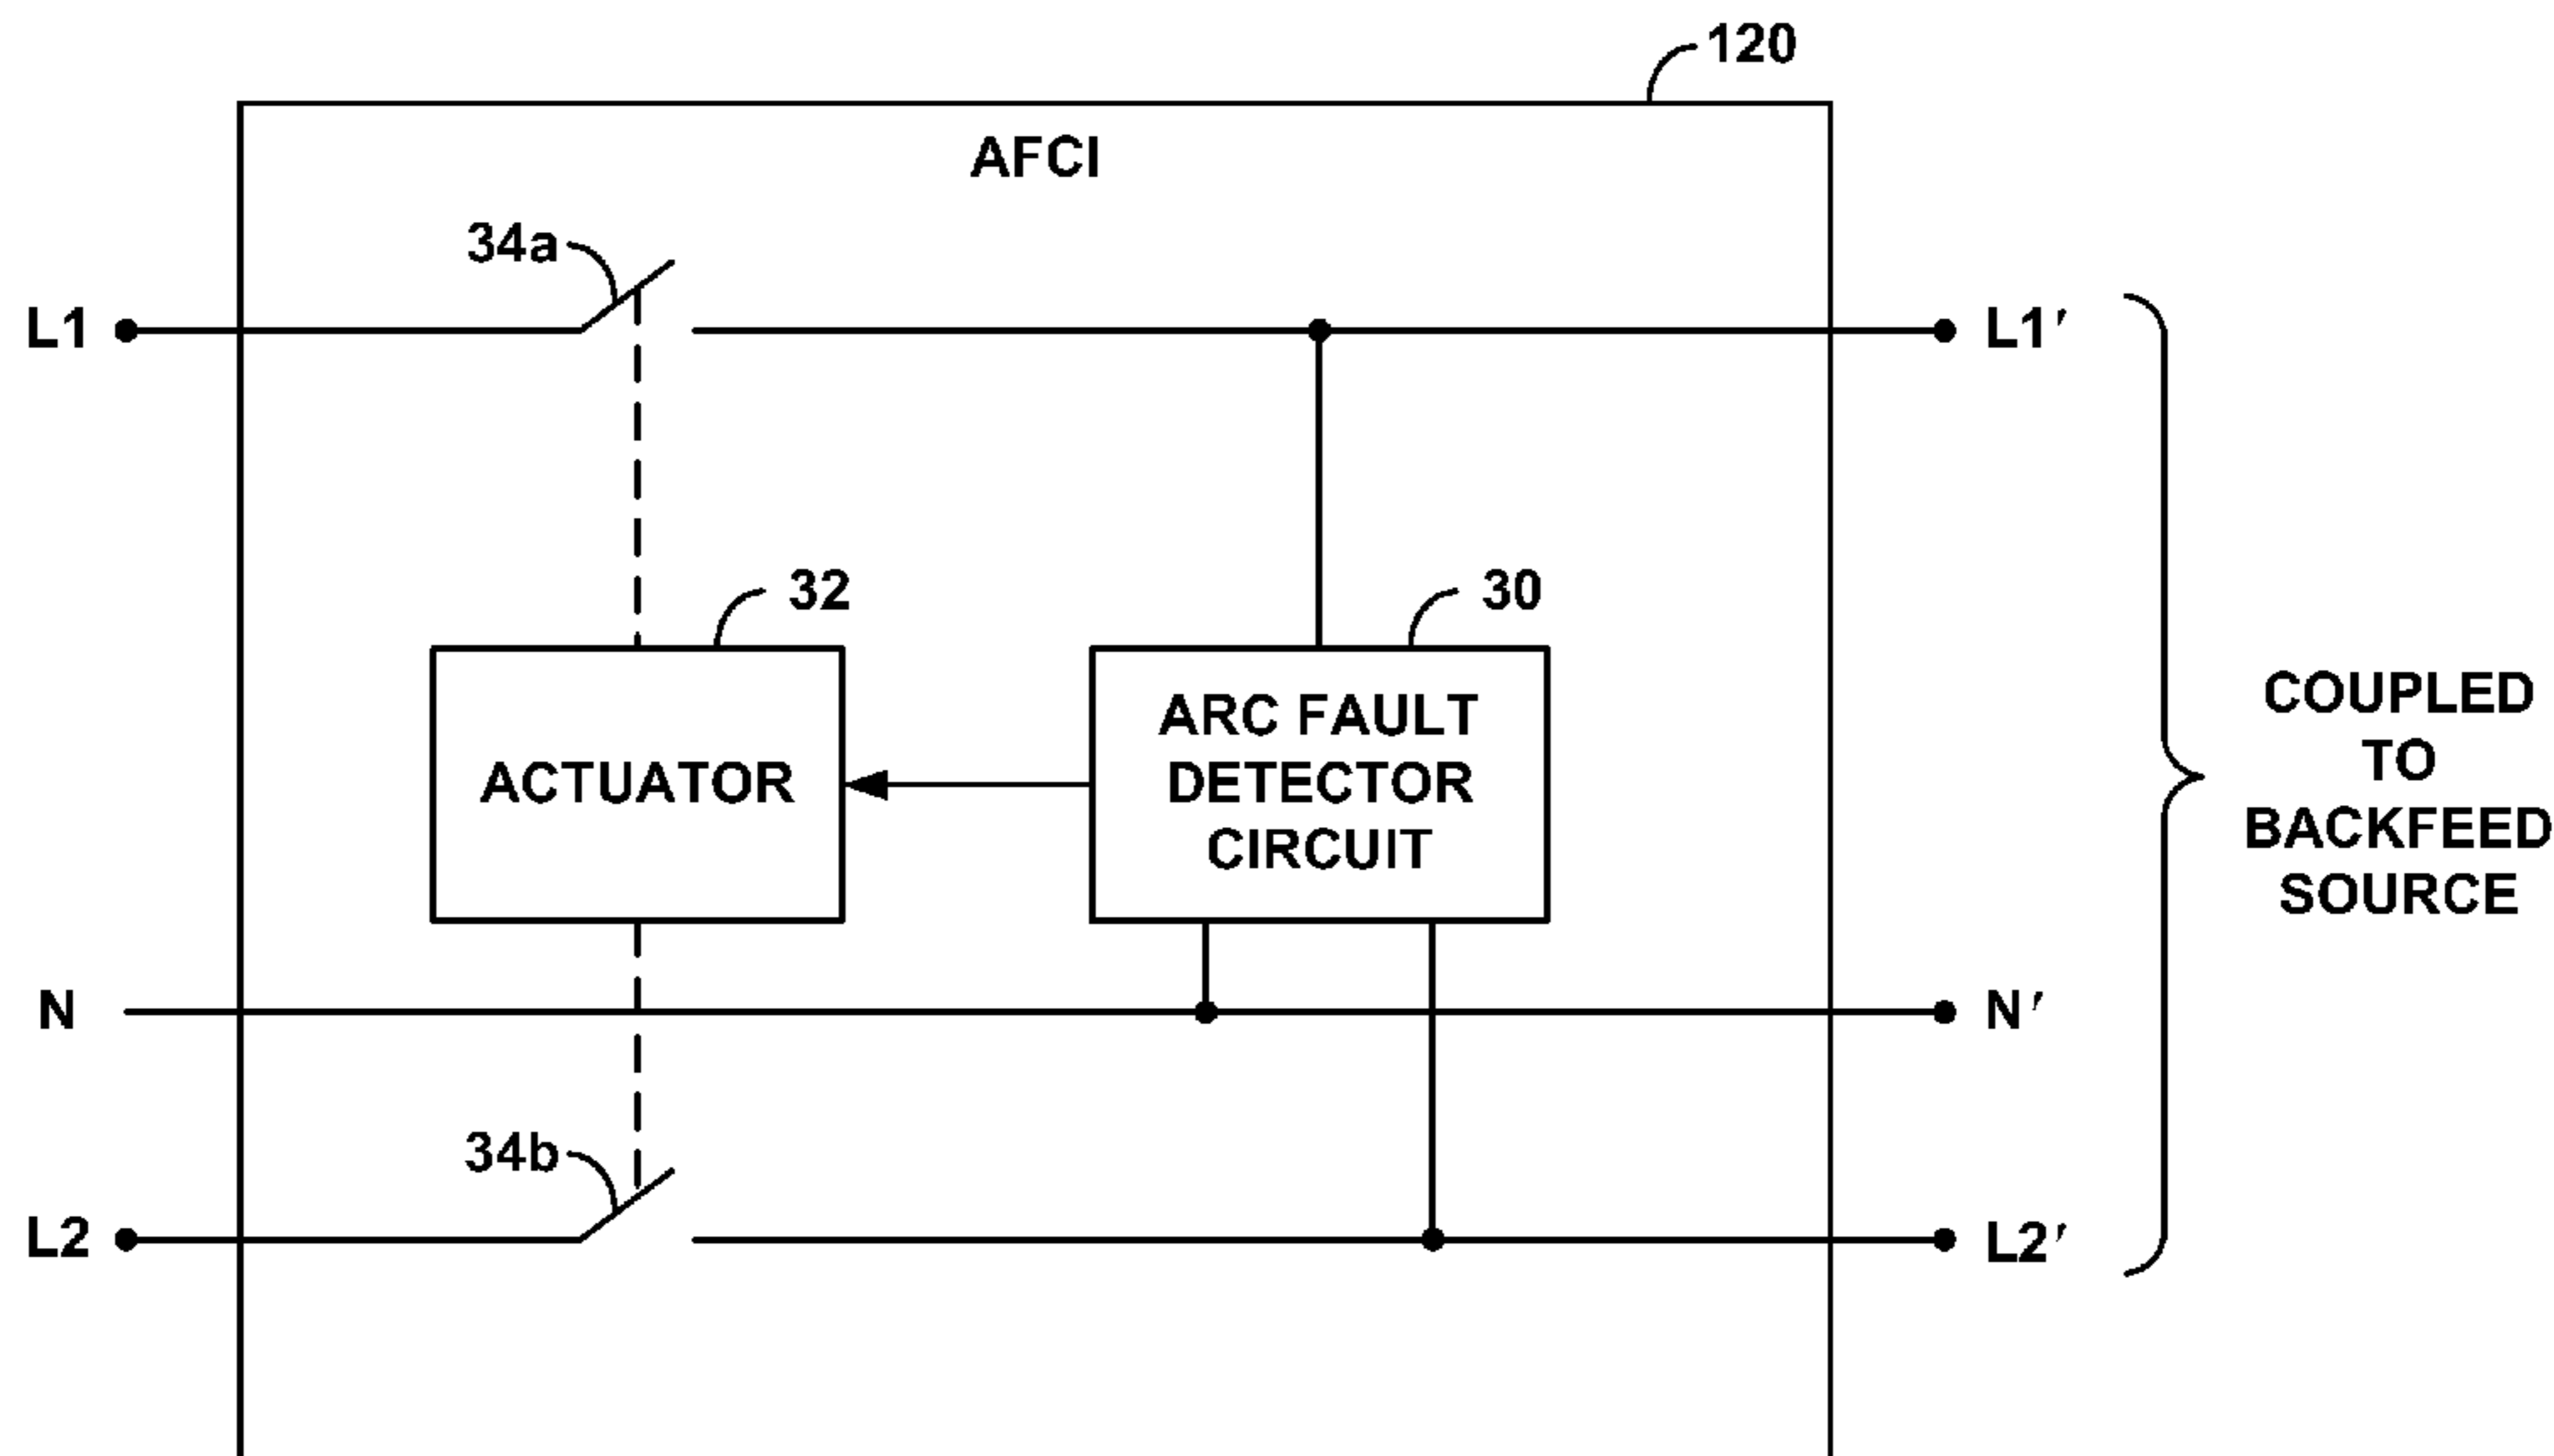 120
AFCI
34a
L1
L1′
32
30
ACTUATOR
ARC FAULT
DETECTOR
CIRCUIT
COUPLED
TO
BACKFEED
SOURCE
N
N′
34b
L2
L2′